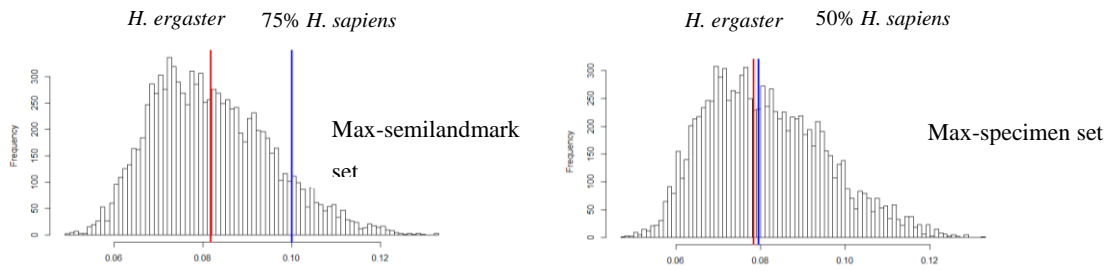 H. ergaster 75% H. sapiens
Max-semilandmark
set
Frequency
0 50 100 150 200 250 300
0.06 0.08 0.10 0.12
H. ergaster 50% H. sapiens
Max-specimen set
Frequency
0 50 100 150 200 250 300
0.06 0.08 0.10 0.12